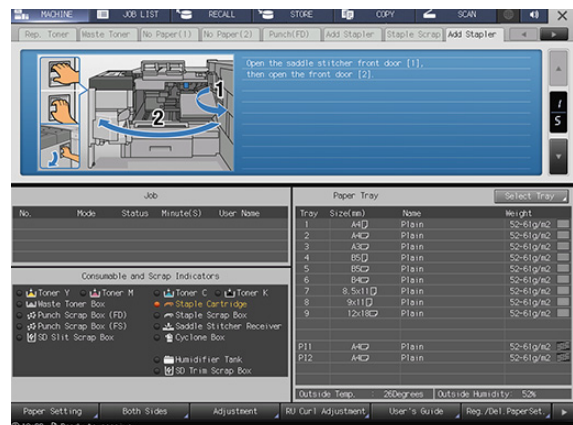 MACHINE JOB LIST RECALL STORE COPY SCAN
Rep. Toner Waste Toner No Paper(1) No Paper(2) Punch(FD) Add Stapler Staple Scrap Add Stapler
Open the saddle stitcher front door [1],
then open the front door [2].
1
2
1
5
Job
No. Mode Status Minute(S) User Name
Consumable and Scrap Indicators
Toner Y Toner M Toner C Toner K
Waste Toner Box Staple Cartridge
Punch Scrap Box (FD) Staple Scrap Box
Punch Scrap Box (FS) Saddle Stitcher Receiver
SD Slit Scrap Box Cyclone Box
Humidifier Tank
SD Trim Scrap Box
Paper Tray Select Tray
Tray Size(mm) Name Weight
1 A4 Plain 52-61g/m2
2 A4 Plain 52-61g/m2
3 A3 Plain 52-61g/m2
4 B5 Plain 52-61g/m2
5 B5 Plain 52-61g/m2
6 B4 Plain 52-61g/m2
7 8.5x11 Plain 52-61g/m2
8 9x11 Plain 52-61g/m2
9 12x18 Plain 52-61g/m2
PI1 A4 Plain 52-61g/m2
PI2 A4 Plain 52-61g/m2
Outside Temp. : 26Degrees Outside Humidity: 52%
Paper Setting Both Sides Adjustment RU Curl Adjustment User's Guide Reg./Del.PaperSet.